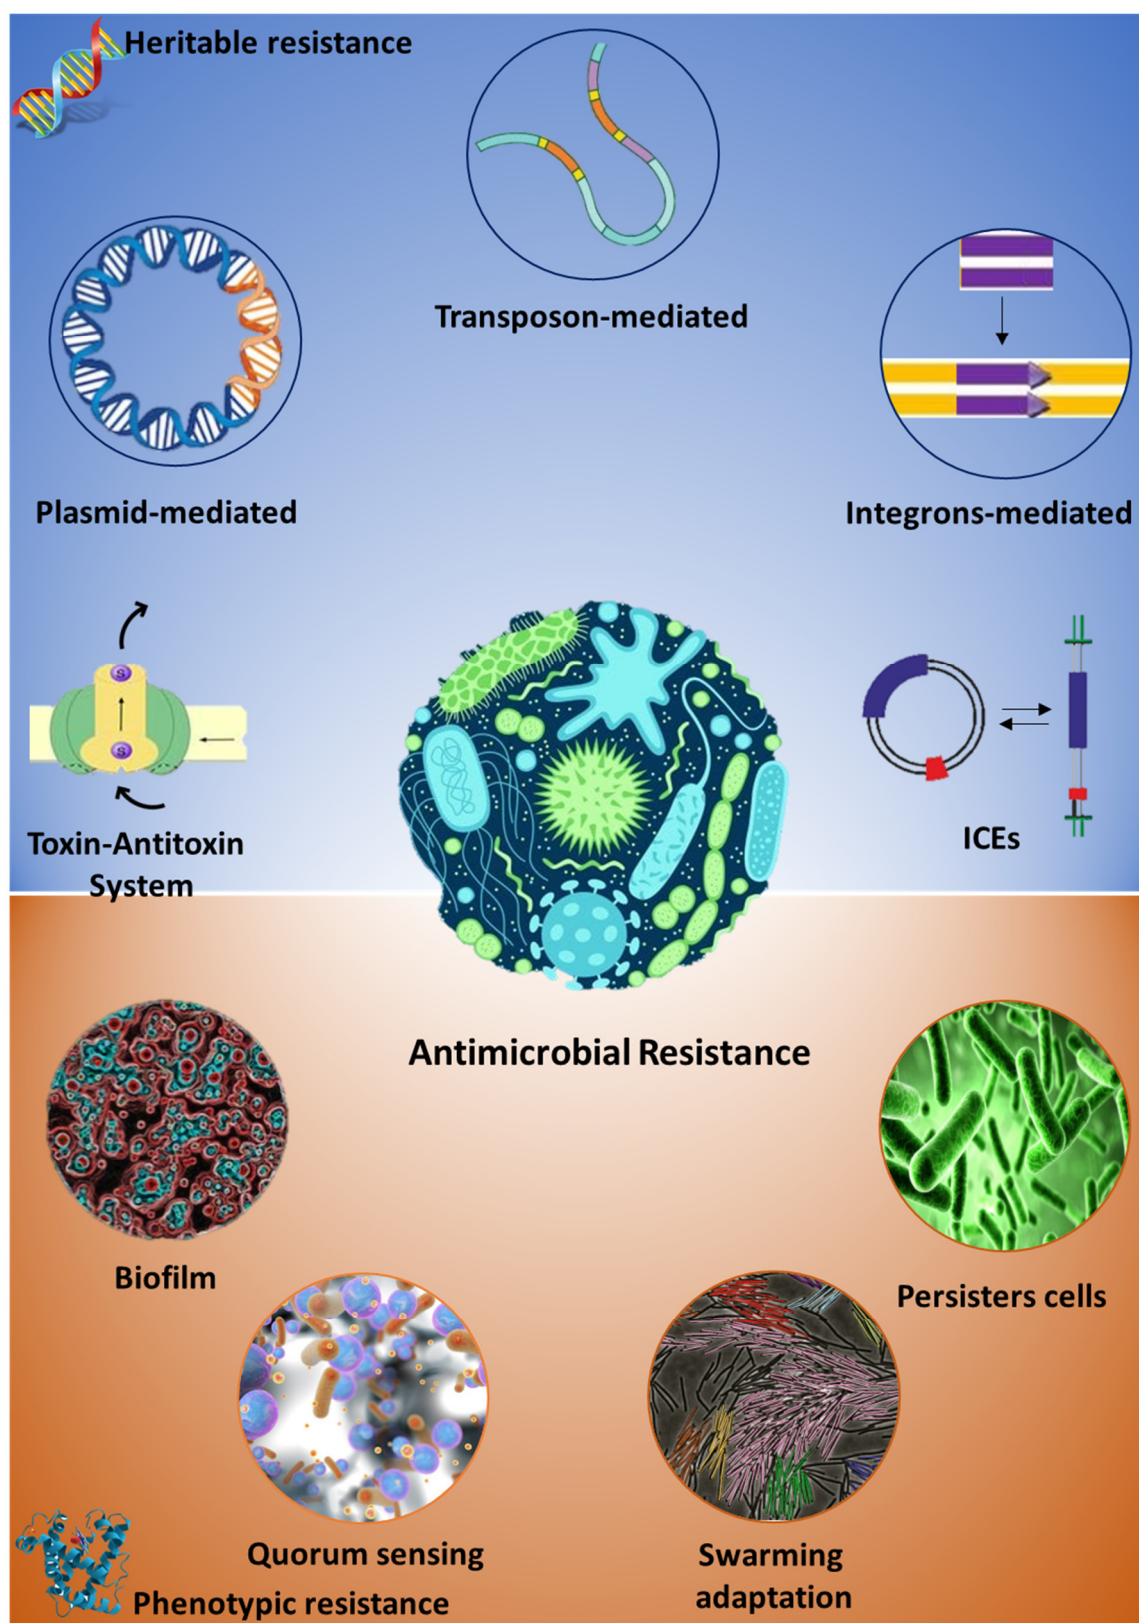 Heritable resistance
Transposon-mediated
Plasmid-mediated
Integrons-mediated
S
S
Toxin-Antitoxin
System
ICEs
Antimicrobial Resistance
Biofilm
Persisters cells
Quorum sensing
Swarming
adaptation
Phenotypic resistance